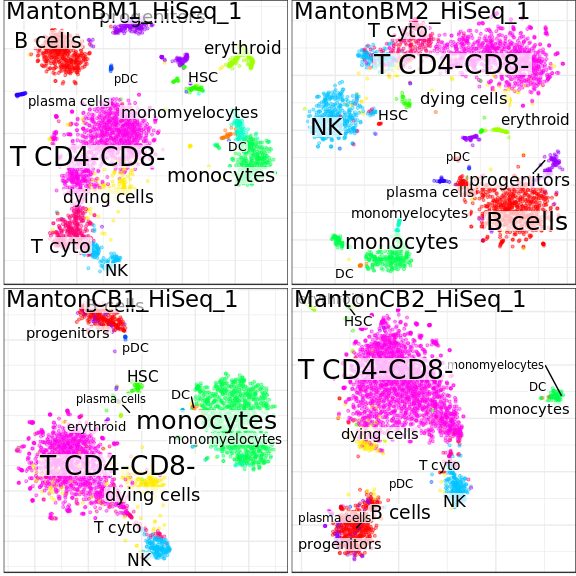 MantonBM1_HiSeq_1
progenitors
B cells
erythroid
pDC
HSC
plasma cells
monomyelocytes
DC
T CD4-CD8-
monocytes
dying cells
T cyto
NK
MantonBM2_HiSeq_1
T cyto
T CD4-CD8-
dying cells
HSC
NK
erythroid
pDC
progenitors
plasma cells
monomyelocytes
B cells
monocytes
DC
MantonCB1_HiSeq_1
B cells
progenitors
pDC
HSC
plasma cells
DC
monocytes
erythroid
monomyelocytes
T CD4-CD8-
dying cells
T cyto
NK
MantonCB2_HiSeq_1
HSC
T CD4-CD8-
monomyelocytes
DC
monocytes
dying cells
T cyto
pDC
NK
plasma cells
B cells
progenitors